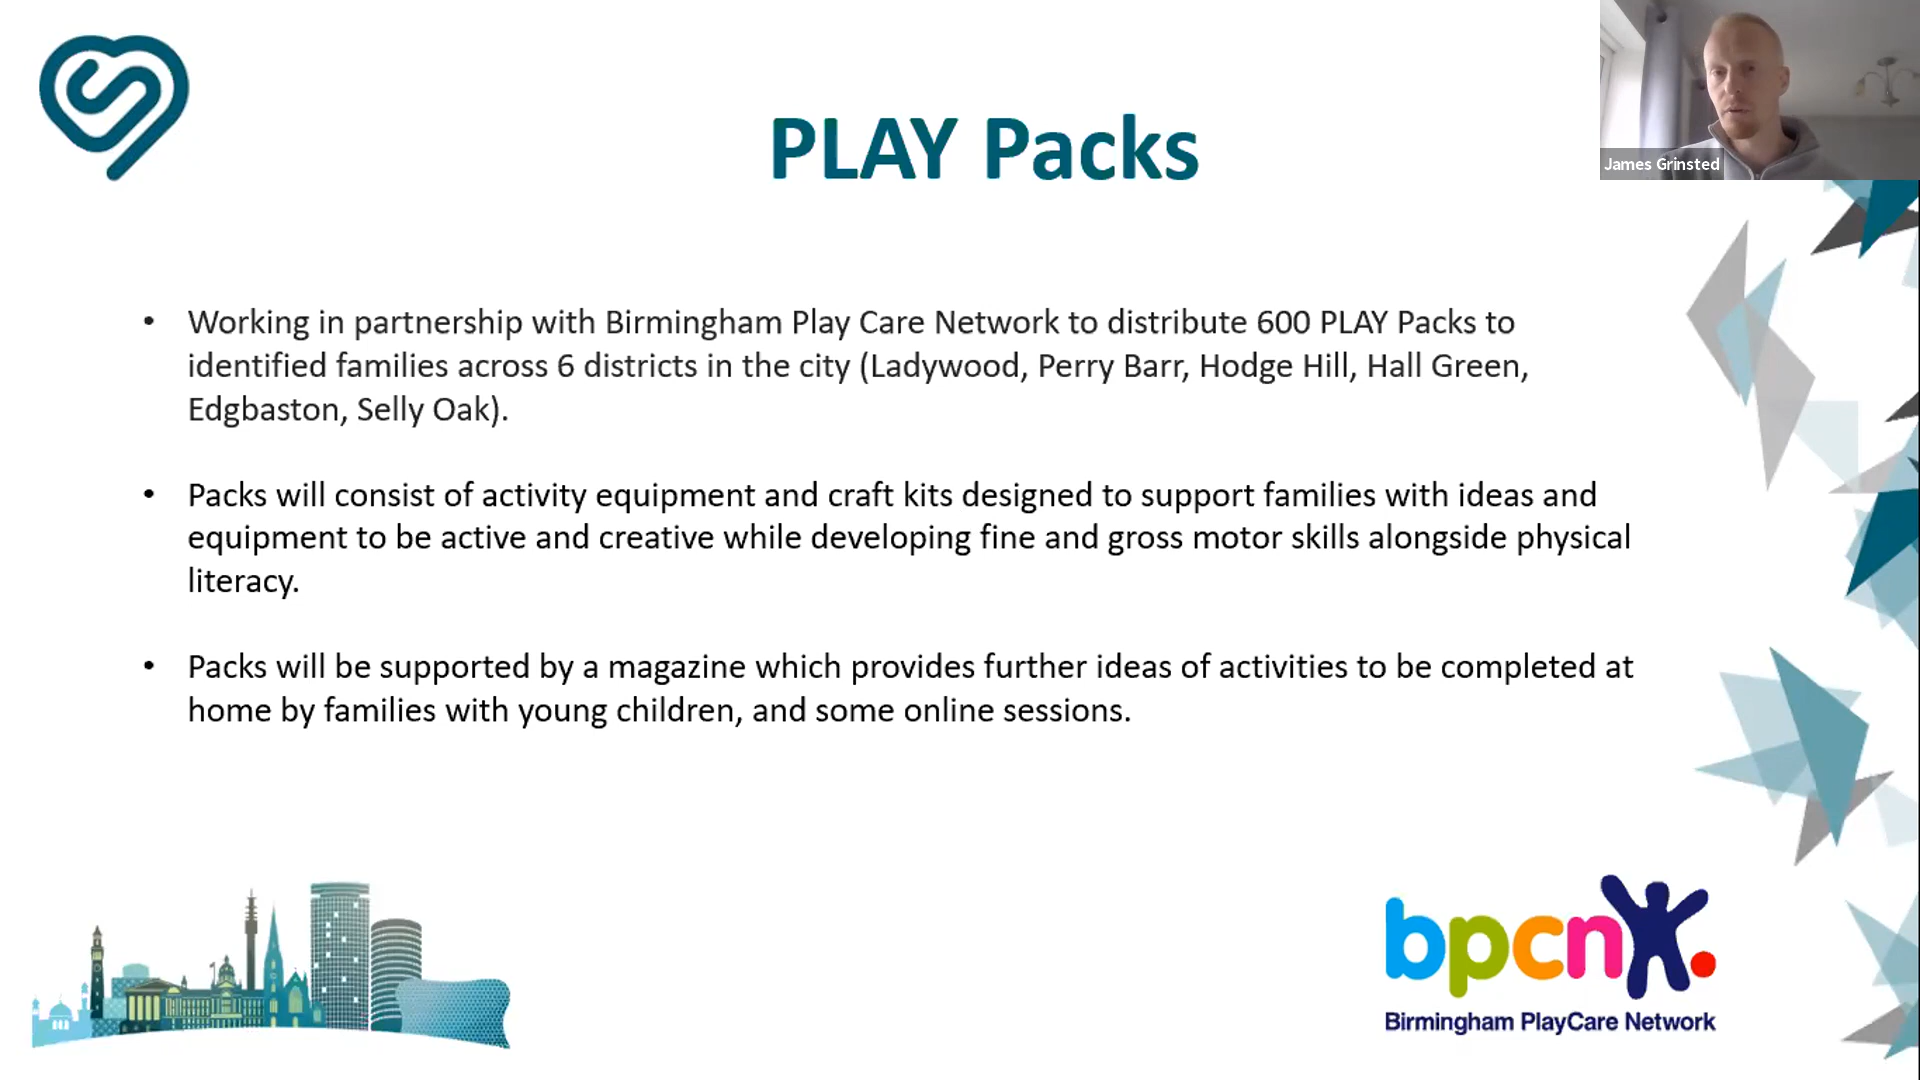 PLAY Packs
James Grinsted
• Working in partnership with Birmingham Play Care Network to distribute 600 PLAY Packs to
identified families across 6 districts in the city (Ladywood, Perry Barr, Hodge Hill, Hall Green,
Edgbaston, Selly Oak).
• Packs will consist of activity equipment and craft kits designed to support families with ideas and
equipment to be active and creative while developing fine and gross motor skills alongside physical
literacy.
• Packs will be supported by a magazine which provides further ideas of activities to be completed at
home by families with young children, and some online sessions.
bpcn
Birmingham PlayCare Network